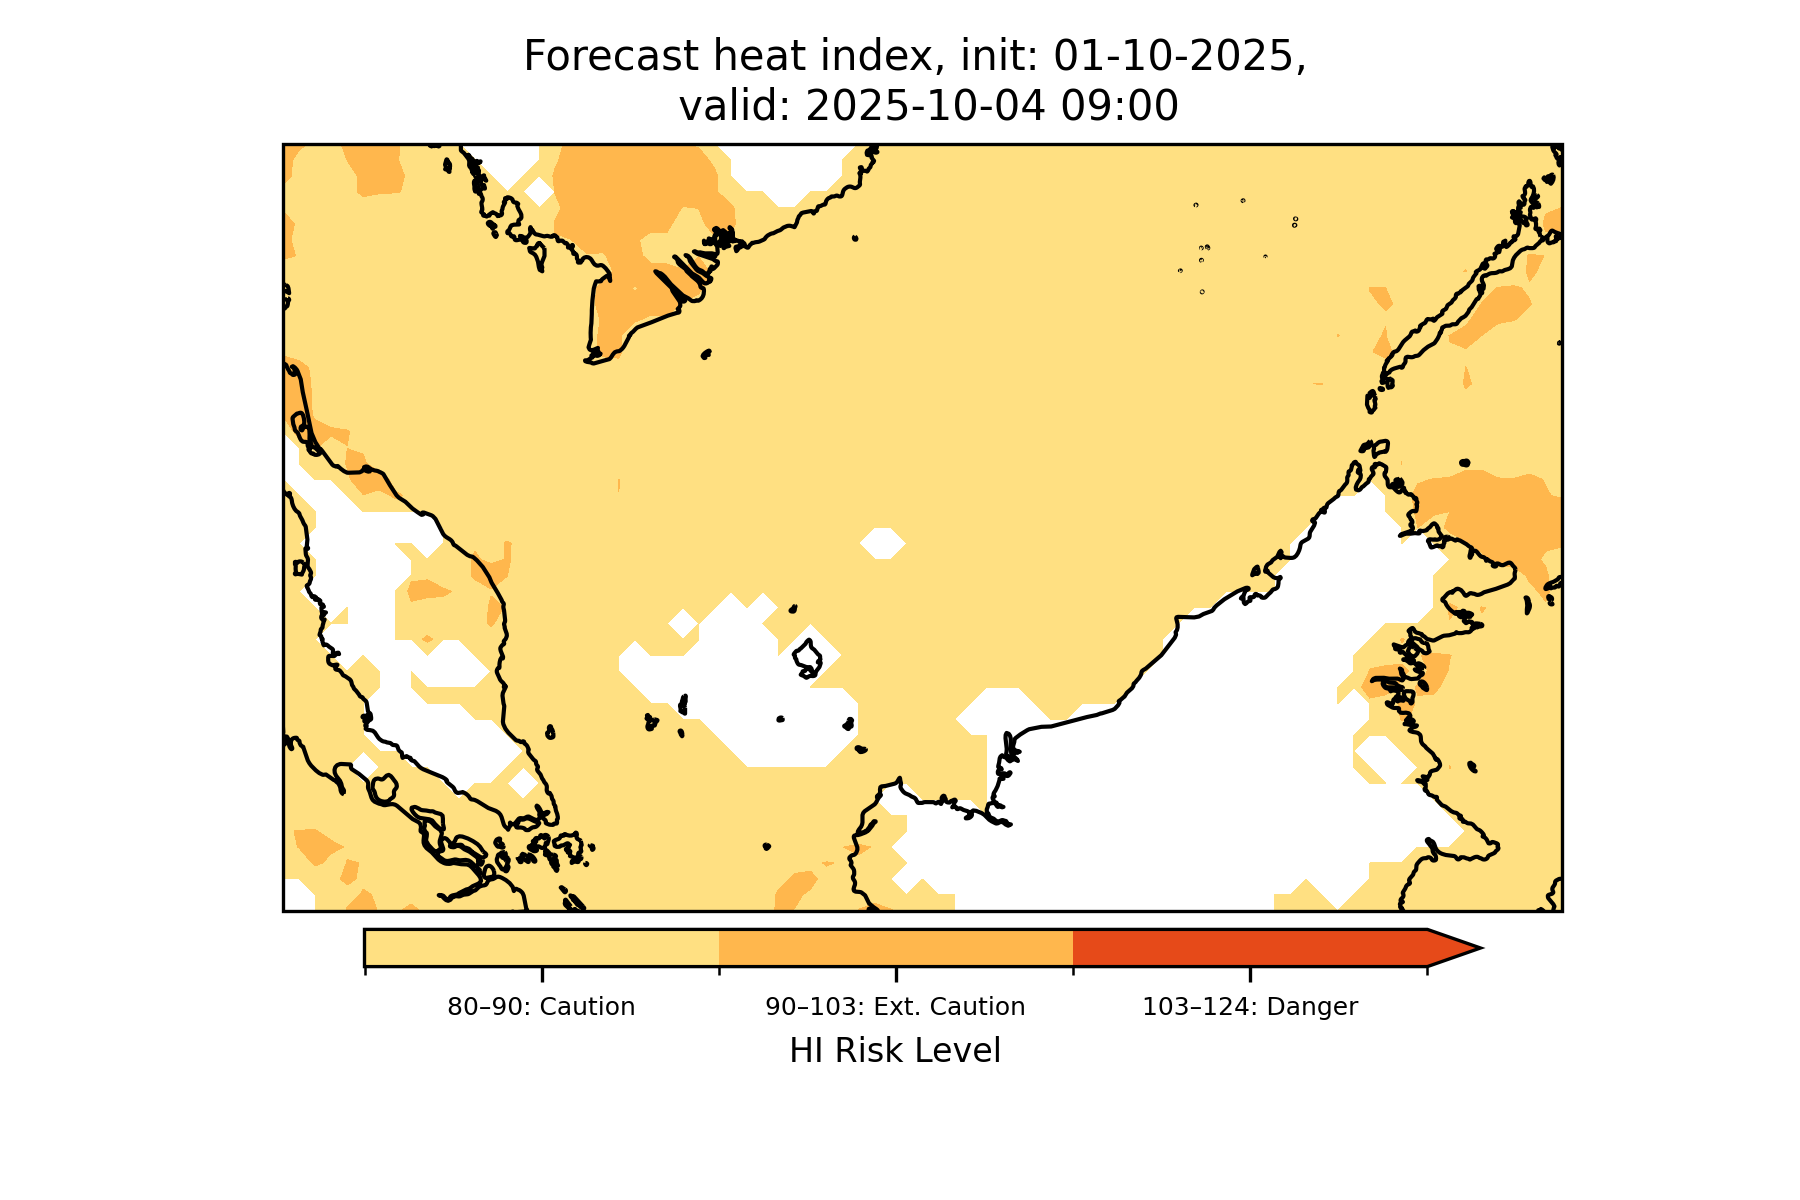 Forecast heat index, init: 01-10-2025,
valid: 2025-10-04 09:00
80–90: Caution
90–103: Ext. Caution
103–124: Danger
HI Risk Level